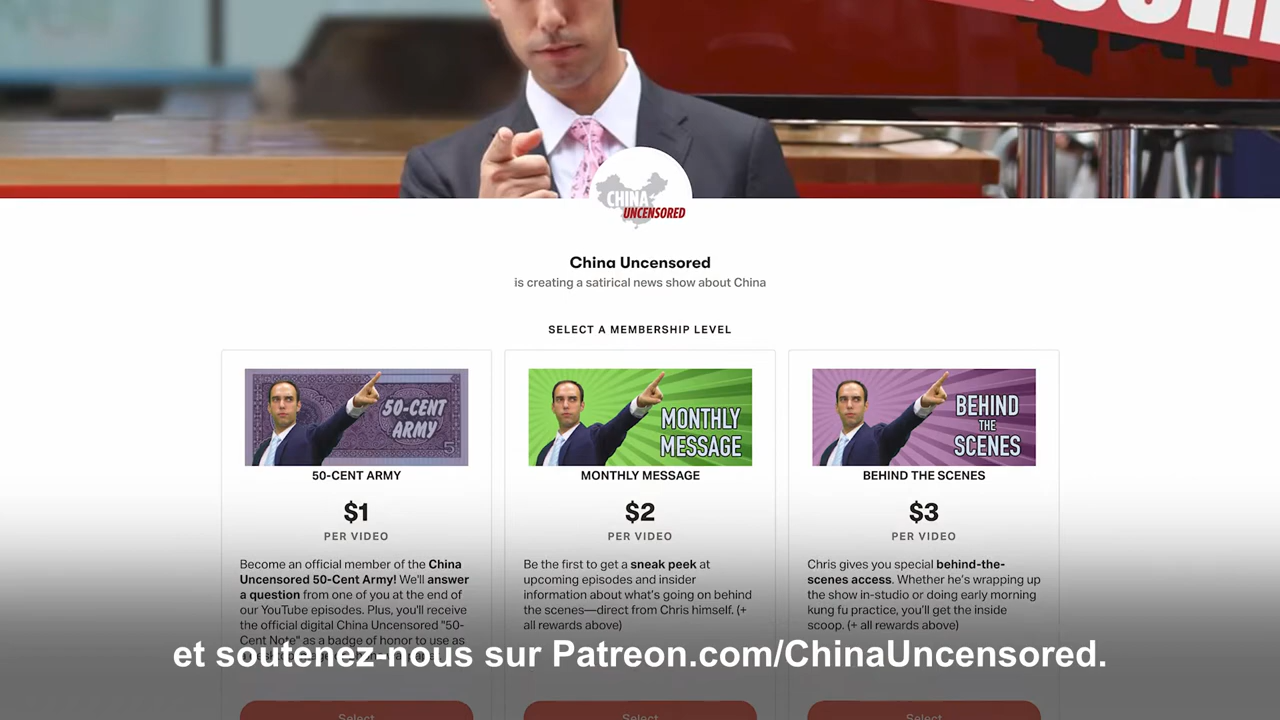 CHINA
UNCENSORED
China Uncensored
is creating a satirical news show about China
SELECT A MEMBERSHIP LEVEL
50-CENT
ARMY
5
50-CENT ARMY
$1
PER VIDEO
Become an official member of the China
Uncensored 50-Cent Army! We'll answer
a question from one of you at the end of
our YouTube episodes. Plus, you'll receive
the official digital China Uncensored "50-
Cent Note" as a badge of honor to use as
MONTHLY
MESSAGE
MONTHLY MESSAGE
$2
PER VIDEO
Be the first to get a sneak peek at
upcoming episodes and insider
information about what's going on behind
the scenes—direct from Chris himself. (+
all rewards above)
BEHIND
THE
SCENES
BEHIND THE SCENES
$3
PER VIDEO
Chris gives you special behind-the-
scenes access. Whether he's wrapping up
the show in-studio or doing early morning
kung fu practice, you'll get the inside
scoop. (+ all rewards above)
et soutenez-nous sur Patreon.com/ChinaUncensored.
Select
Select
Select